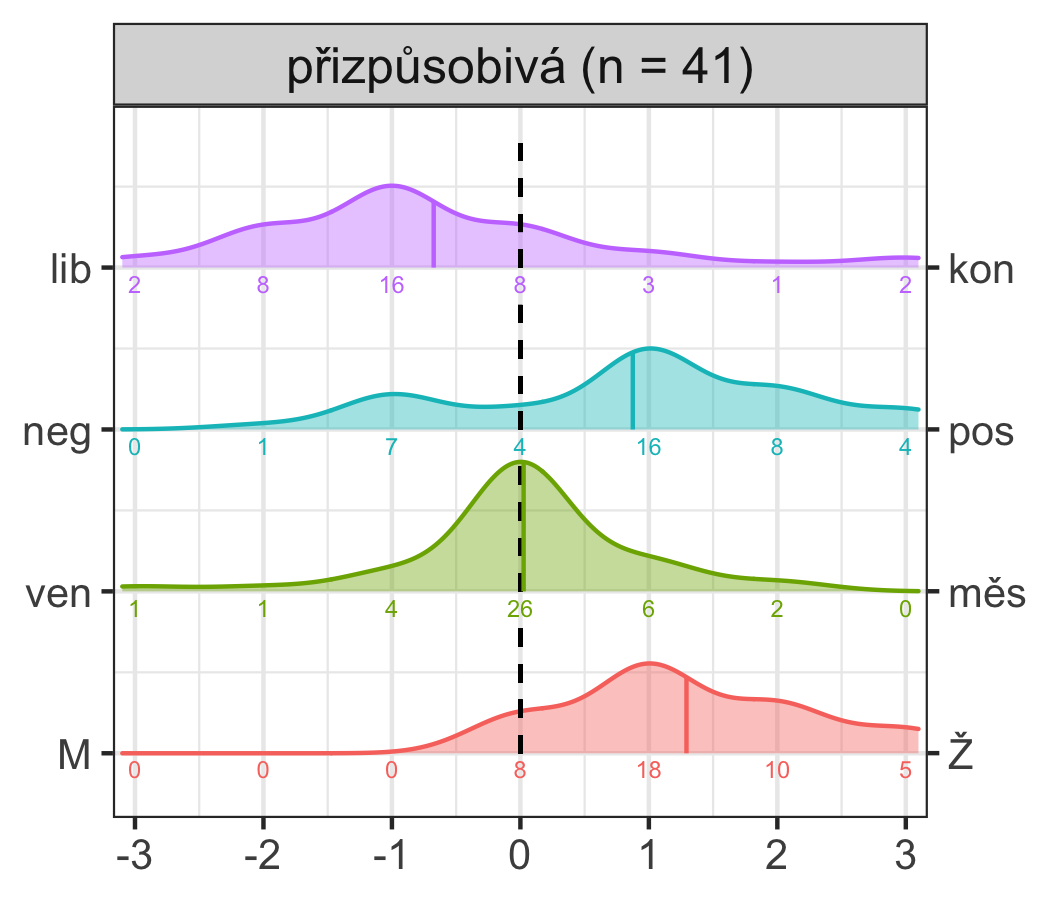 přizpůsobivá (n = 41)
lib kon
2 8 16 8 3 1 2
neg pos
0 1 7 4 16 8 4
ven měs
1 1 4 26 6 2 0
M Ž
0 0 0 8 18 10 5
-3 -2 -1 0 1 2 3